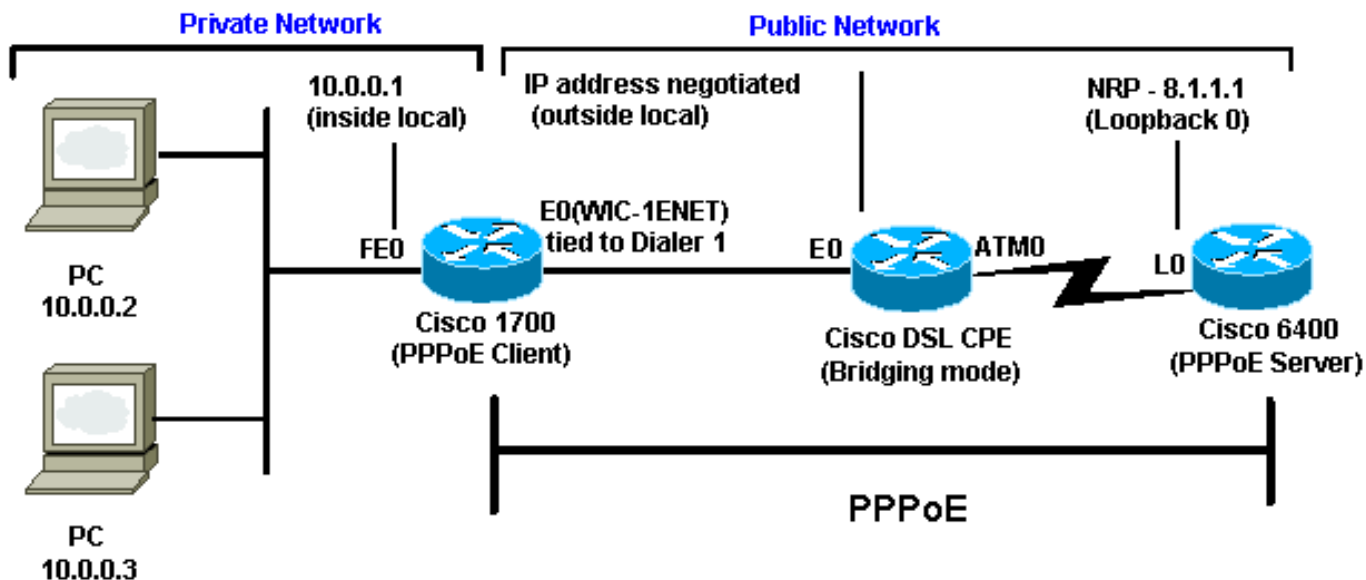 Private Network
Public Network
10.0.0.1
(inside local)
IP address negotiated
(outside local)
NRP - 8.1.1.1
(Loopback 0)
E0(WIC-1ENET)
tied to Dialer 1
FE0
E0
ATM0
L0
PC
10.0.0.2
Cisco 1700
(PPPoE Client)
Cisco DSL CPE
(Bridging mode)
Cisco 6400
(PPPoE Server)
PPPoE
PC
10.0.0.3